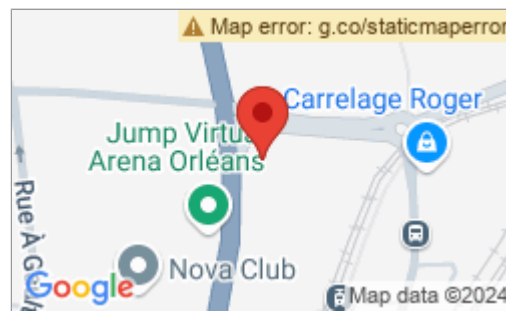 Map error: g.co/staticmaperror
Carrelage Roger
Jump Virtu
Arena Orléans
Rue À G
Nova Club
Google
Map data ©2024